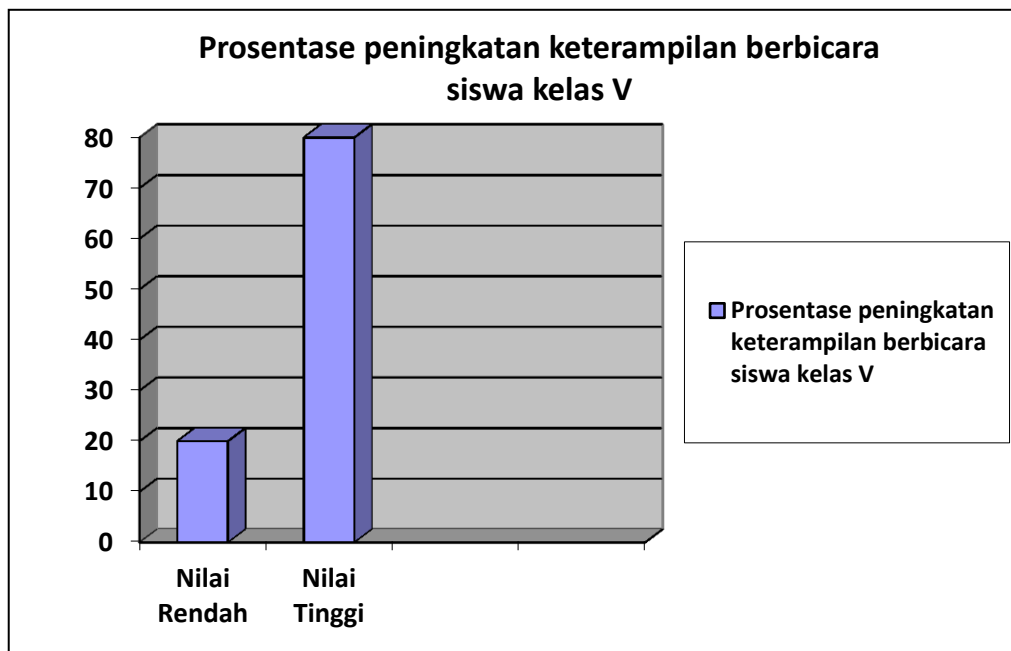 Prosentase peningkatan keterampilan berbicara
siswa kelas V
80
70
60
50
40
30
20
10
0
Nilai
Rendah
Nilai
Tinggi
Prosentase peningkatan
keterampilan berbicara
siswa kelas V